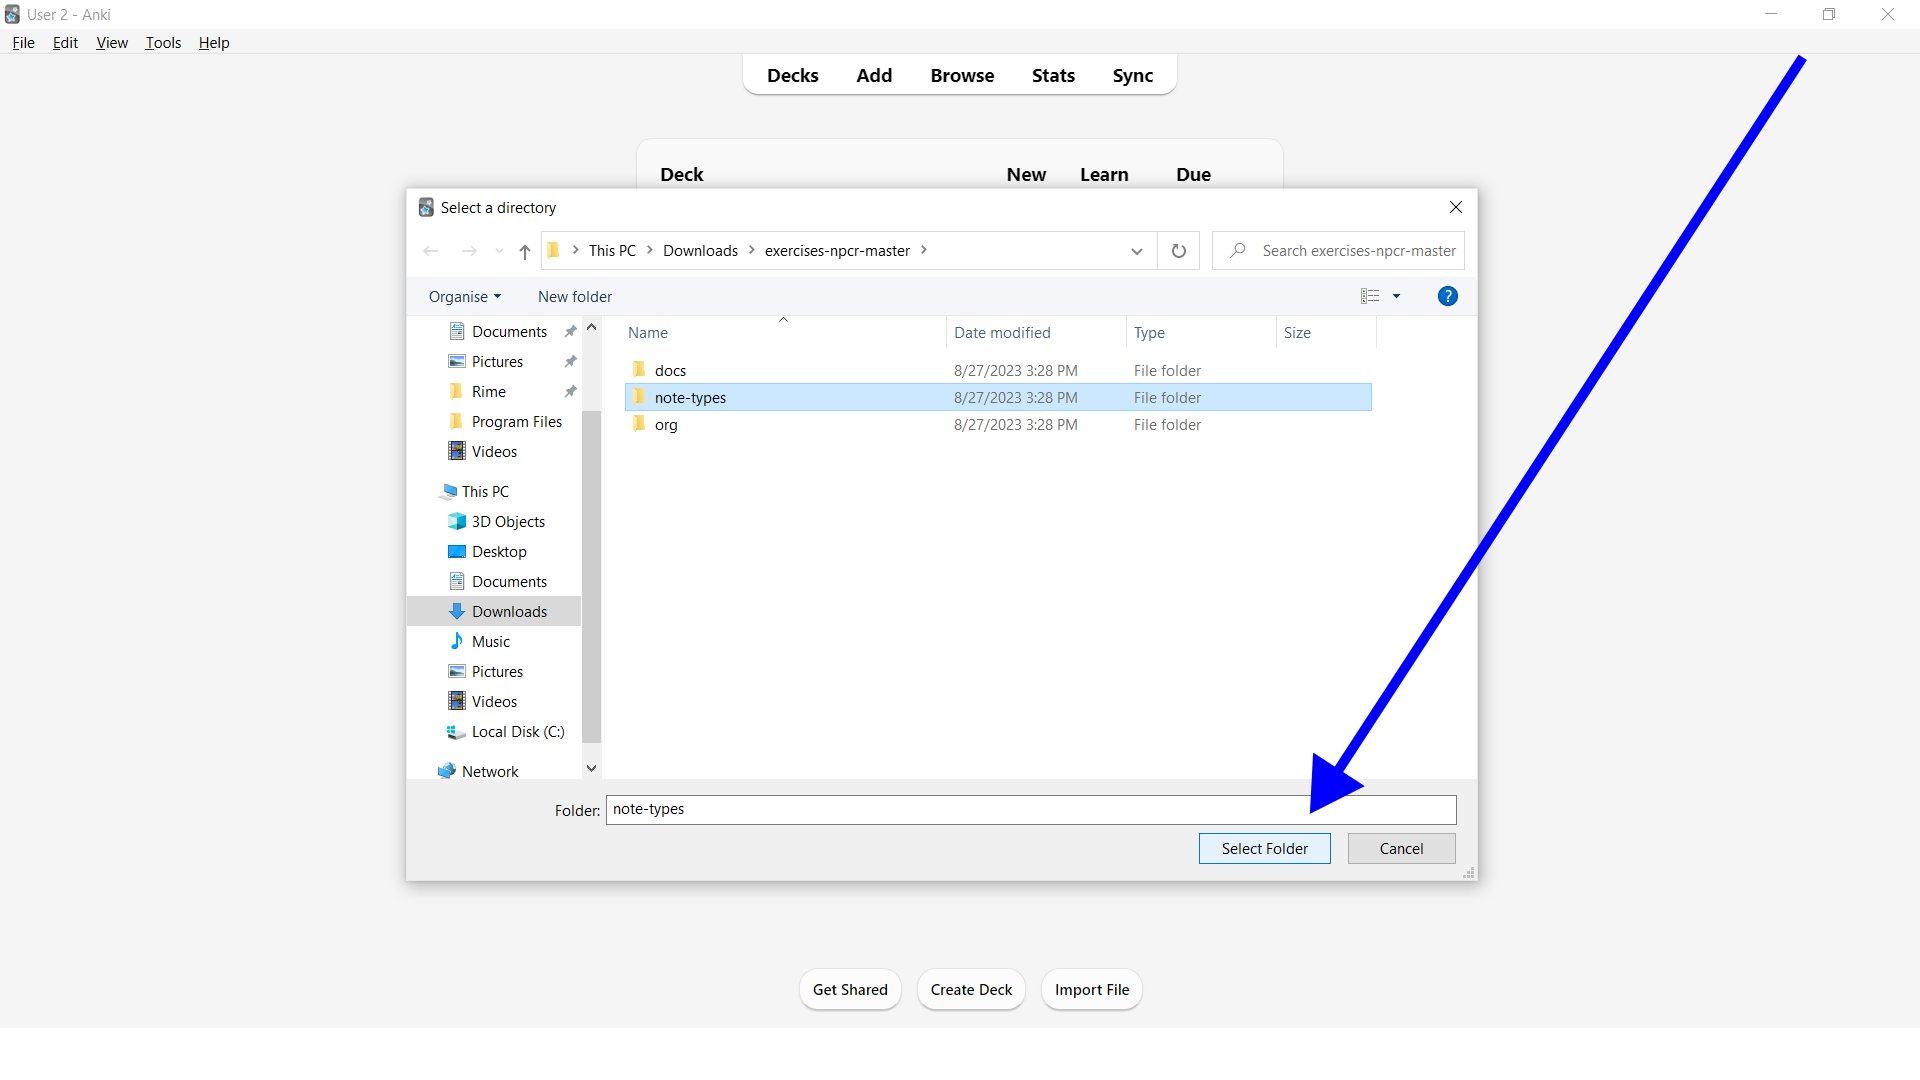 User 2 - Anki
File Edit View Tools Help
Decks Add Browse Stats Sync
Deck New Learn Due
Select a directory
This PC Downloads exercises-npcr-master
Search exercises-npcr-master
Organise New folder
?
Name Date modified Type Size
docs 8/27/2023 3:28 PM File folder
note-types 8/27/2023 3:28 PM File folder
org 8/27/2023 3:28 PM File folder
Documents
Pictures
Rime
Program Files
Videos
This PC
3D Objects
Desktop
Documents
Downloads
Music
Pictures
Videos
Local Disk (C:)
Network
Folder: note-types
Select Folder Cancel
Get Shared Create Deck Import File